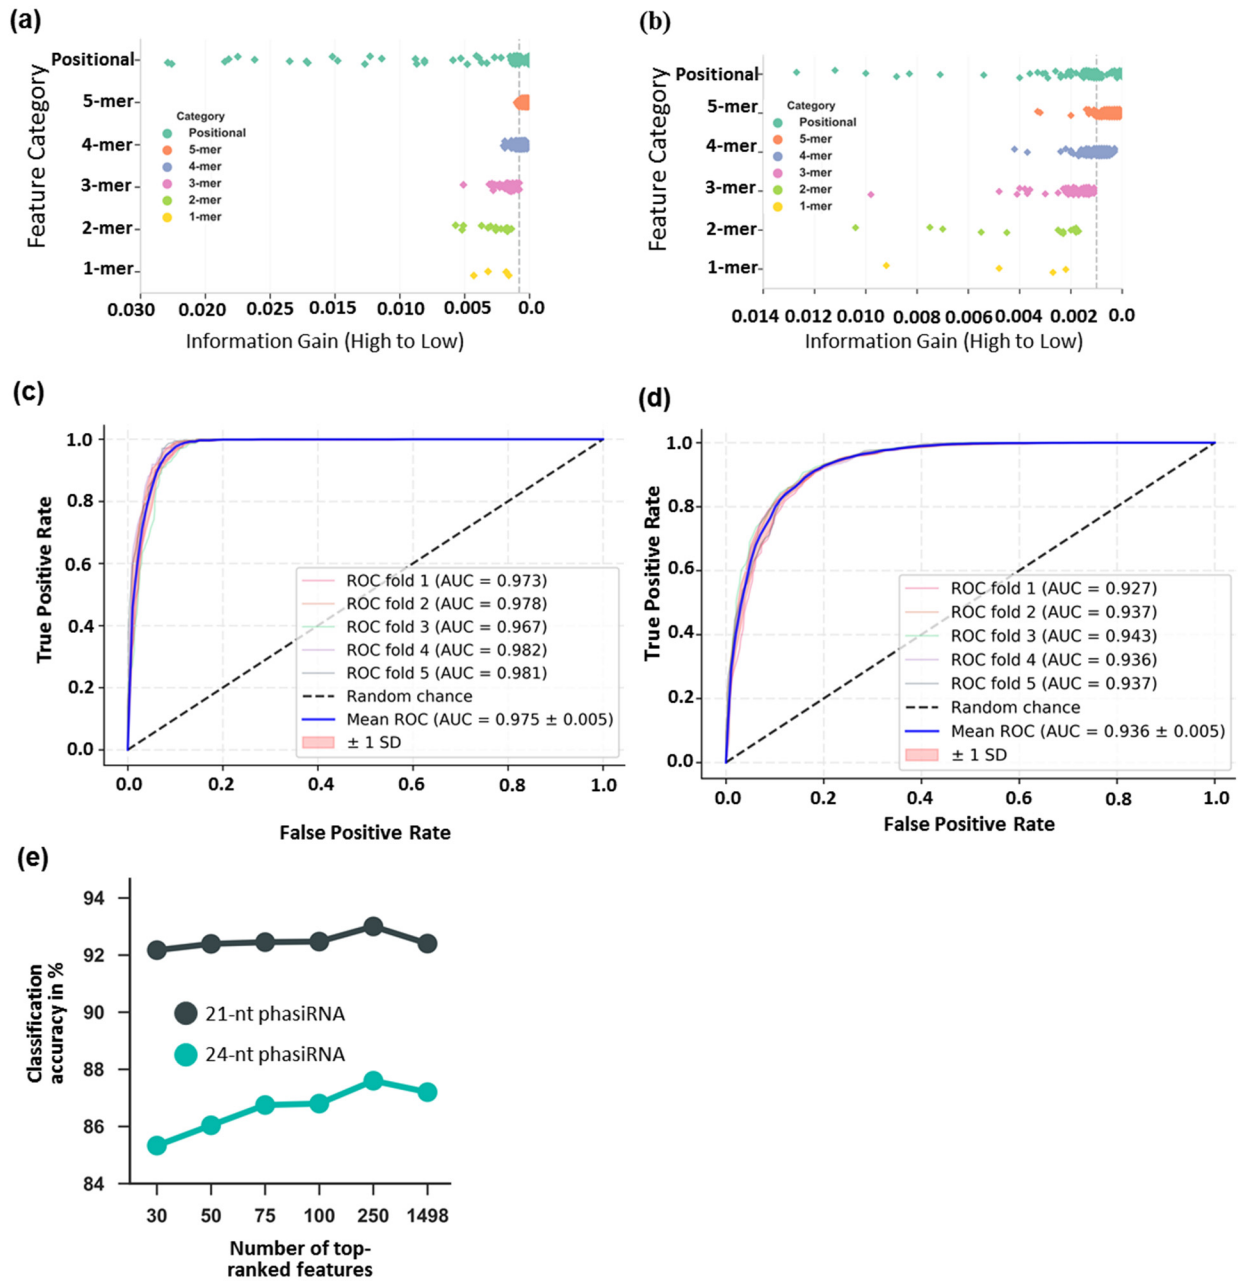 (a)
Feature Category
Positional
5-mer
4-mer
3-mer
2-mer
1-mer
Category
Positional
5-mer
4-mer
3-mer
2-mer
1-mer
0.030 0.020 0.025 0.015 0.010 0.005 0.0
Information Gain (High to Low)
(b)
Feature Category
Positional
5-mer
4-mer
3-mer
2-mer
1-mer
Category
Positional
5-mer
4-mer
3-mer
2-mer
1-mer
0.014 0.012 0.010 0.008 0.006 0.004 0.002 0.0
Information Gain (High to Low)
(c)
True Positive Rate
1.0
0.8
0.6
0.4
0.2
0.0
ROC fold 1 (AUC = 0.973)
ROC fold 2 (AUC = 0.978)
ROC fold 3 (AUC = 0.967)
ROC fold 4 (AUC = 0.982)
ROC fold 5 (AUC = 0.981)
Random chance
Mean ROC (AUC = 0.975 ± 0.005)
± 1 SD
0.0 0.2 0.4 0.6 0.8 1.0
False Positive Rate
(d)
True Positive Rate
1.0
0.8
0.6
0.4
0.2
0.0
ROC fold 1 (AUC = 0.927)
ROC fold 2 (AUC = 0.937)
ROC fold 3 (AUC = 0.943)
ROC fold 4 (AUC = 0.936)
ROC fold 5 (AUC = 0.937)
Random chance
Mean ROC (AUC = 0.936 ± 0.005)
± 1 SD
0.0 0.2 0.4 0.6 0.8 1.0
False Positive Rate
(e)
Classification
accuracy in %
94
92
90
88
86
84
21-nt phasiRNA
24-nt phasiRNA
30 50 75 100 250 1498
Number of top-
ranked features